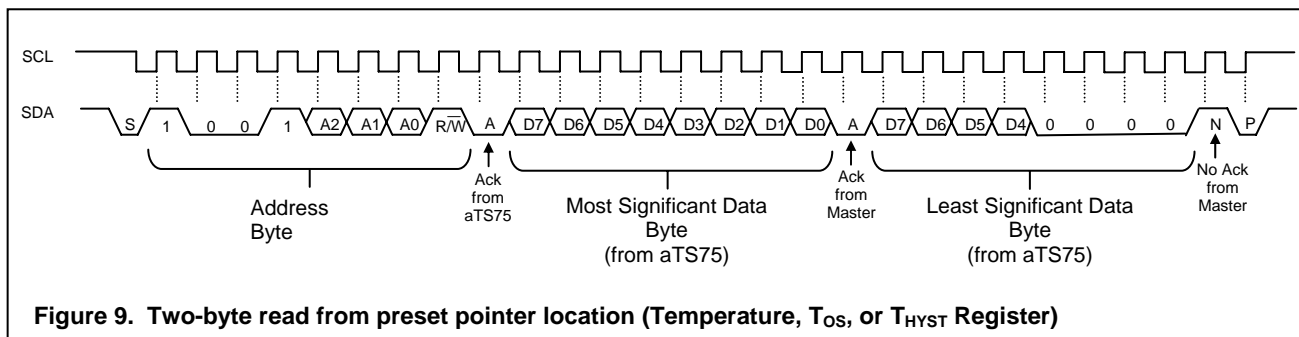 SCL
SDA
S 1 0 0 1 A2 A1 A0 R/W̅ A D7 D6 D5 D4 D3 D2 D1 D0 A D7 D6 D5 D4 0 0 0 0 N P
Address
Byte
Ack
from
aTS75
Most Significant Data
Byte
(from aTS75)
Ack
from
Master
Least Significant Data
Byte
(from aTS75)
No Ack
from
Master
Figure 9. Two-byte read from preset pointer location (Temperature, TOS, or THYST Register)